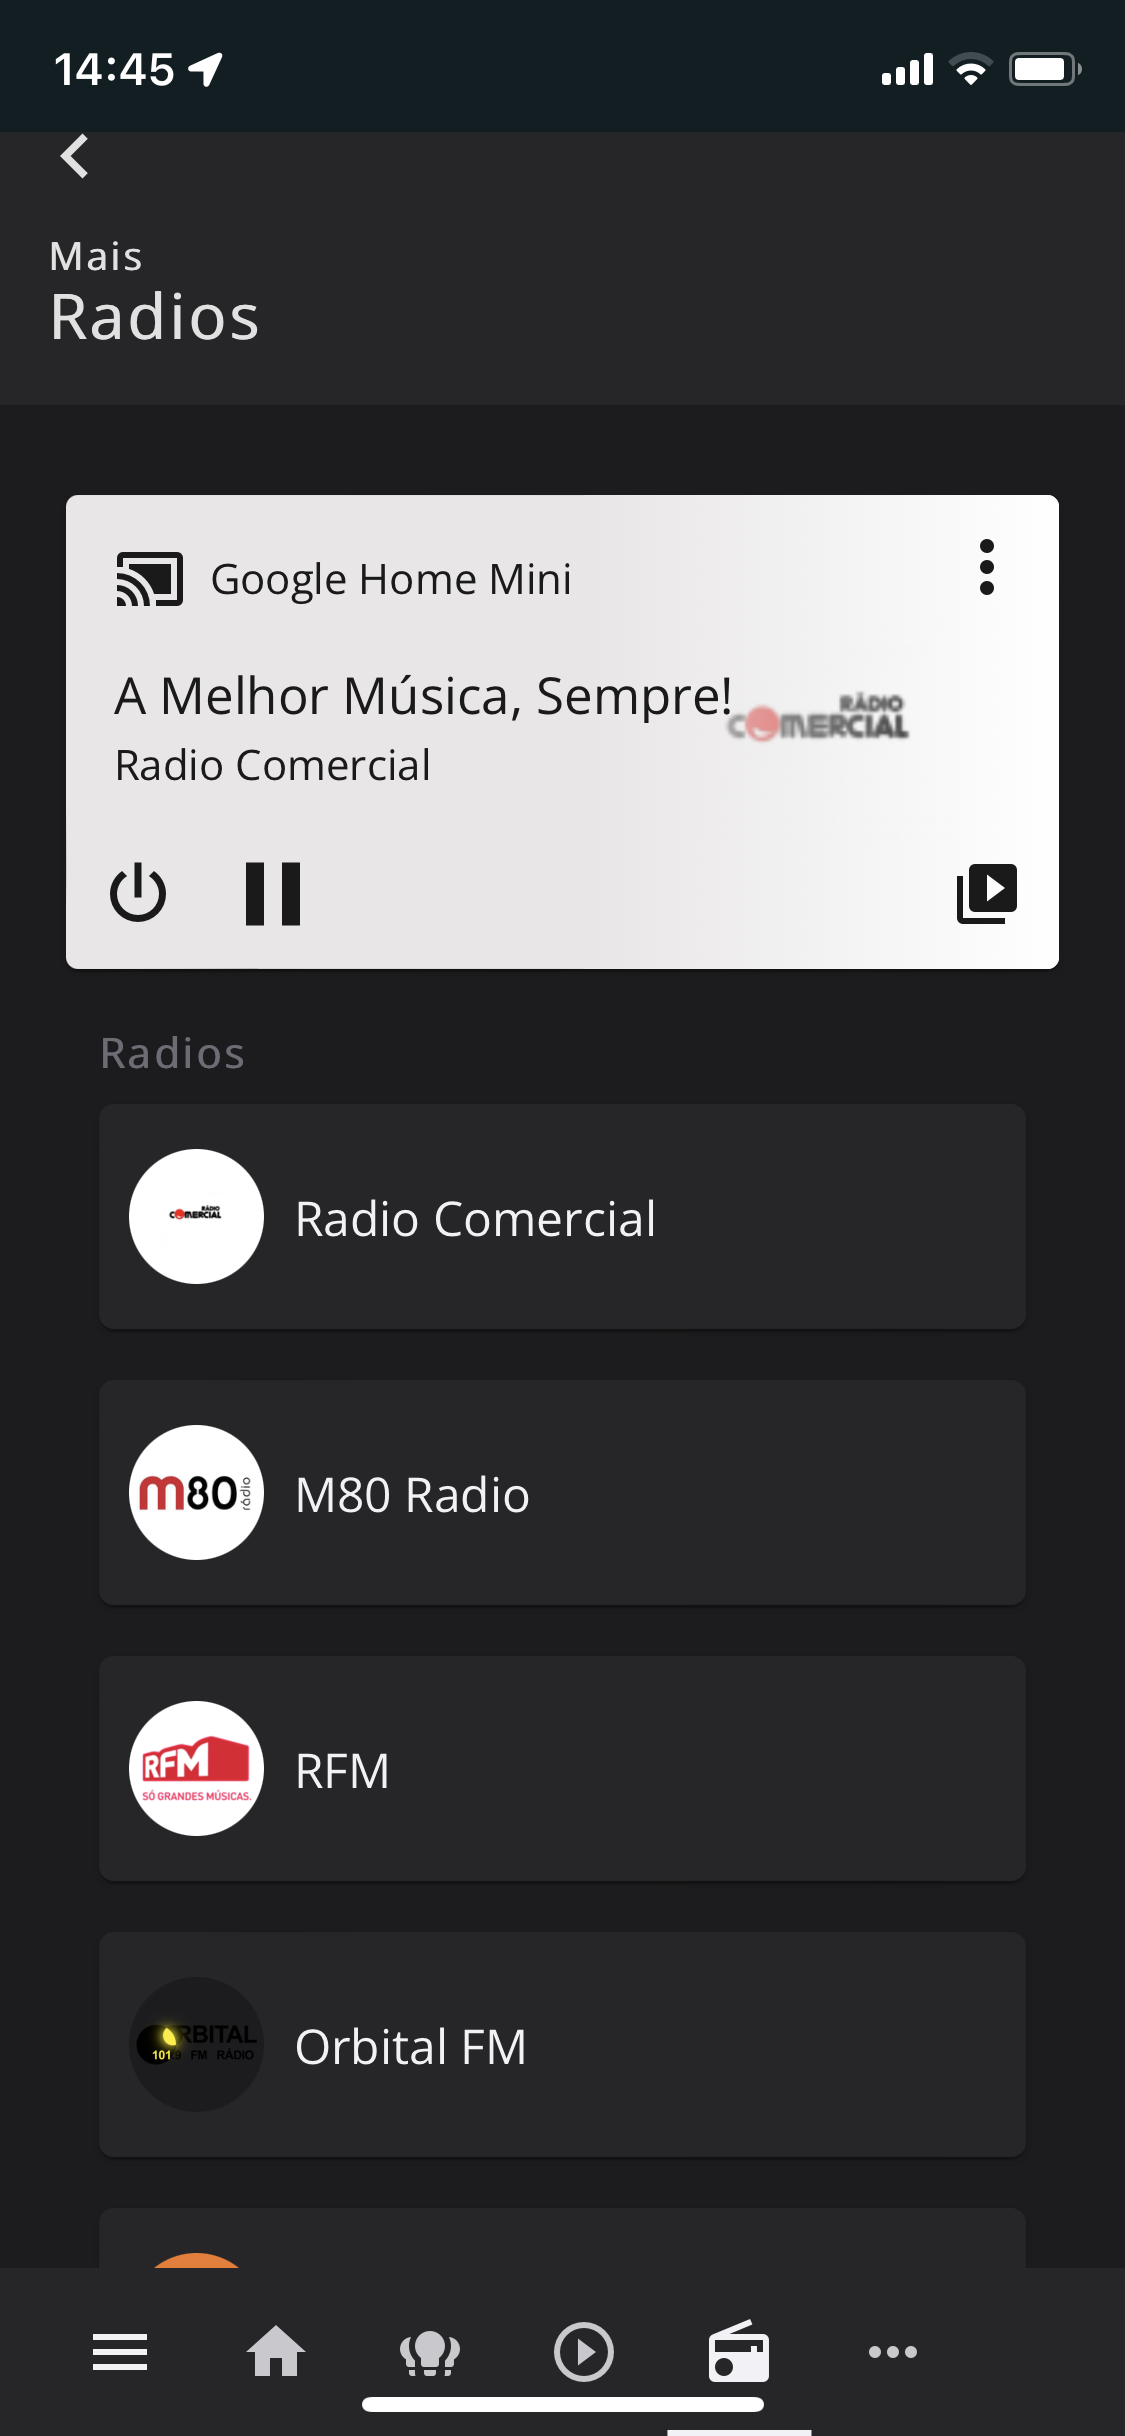 14:45
Mais
Radios
Google Home Mini
A Melhor Música, Sempre!
RÁDIO
COMERCIAL
Radio Comercial
Radios
RÁDIO
COMERCIAL
Radio Comercial
m80 rádio
M80 Radio
RFM
SÓ GRANDES MÚSICAS.
RFM
ORBITAL
101.9 FM RÁDIO
Orbital FM